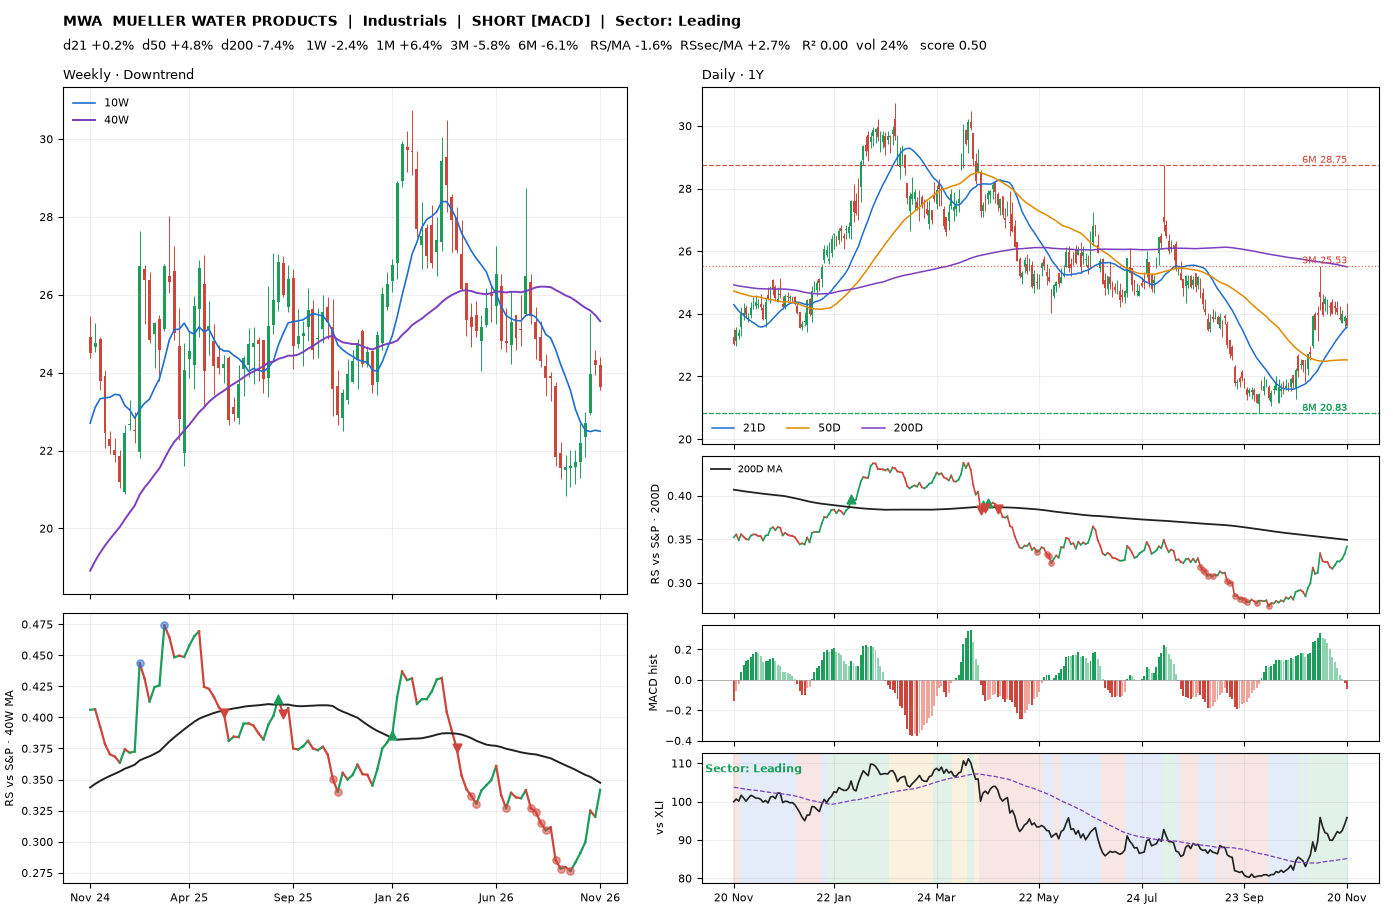 MWA  MUELLER WATER PRODUCTS  |  Industrials  |  SHORT [MACD]  |  Sector: Leading
d21 +0.2%  d50 +4.8%  d200 -7.4%   1W -2.4%  1M +6.4%  3M -5.8%  6M -6.1%   RS/MA -1.6%  RSsec/MA +2.7%   R² 0.00  vol 24%   score 0.50
Weekly · Downtrend
10W
40W
30
28
26
24
22
20
Daily · 1Y
30
28
26
24
22
20
6M 28.75
3M 25.53
6M 20.83
21D
50D
200D
RS vs S&P · 200D
200D MA
0.40
0.35
0.30
RS vs S&P · 40W MA
0.475
0.450
0.425
0.400
0.375
0.350
0.325
0.300
0.275
Nov 24
Apr 25
Sep 25
Jan 26
Jun 26
Nov 26
MACD hist
0.2
0.0
−0.2
−0.4
vs XLI
Sector: Leading
110
100
90
80
20 Nov
22 Jan
24 Mar
22 May
24 Jul
23 Sep
20 Nov